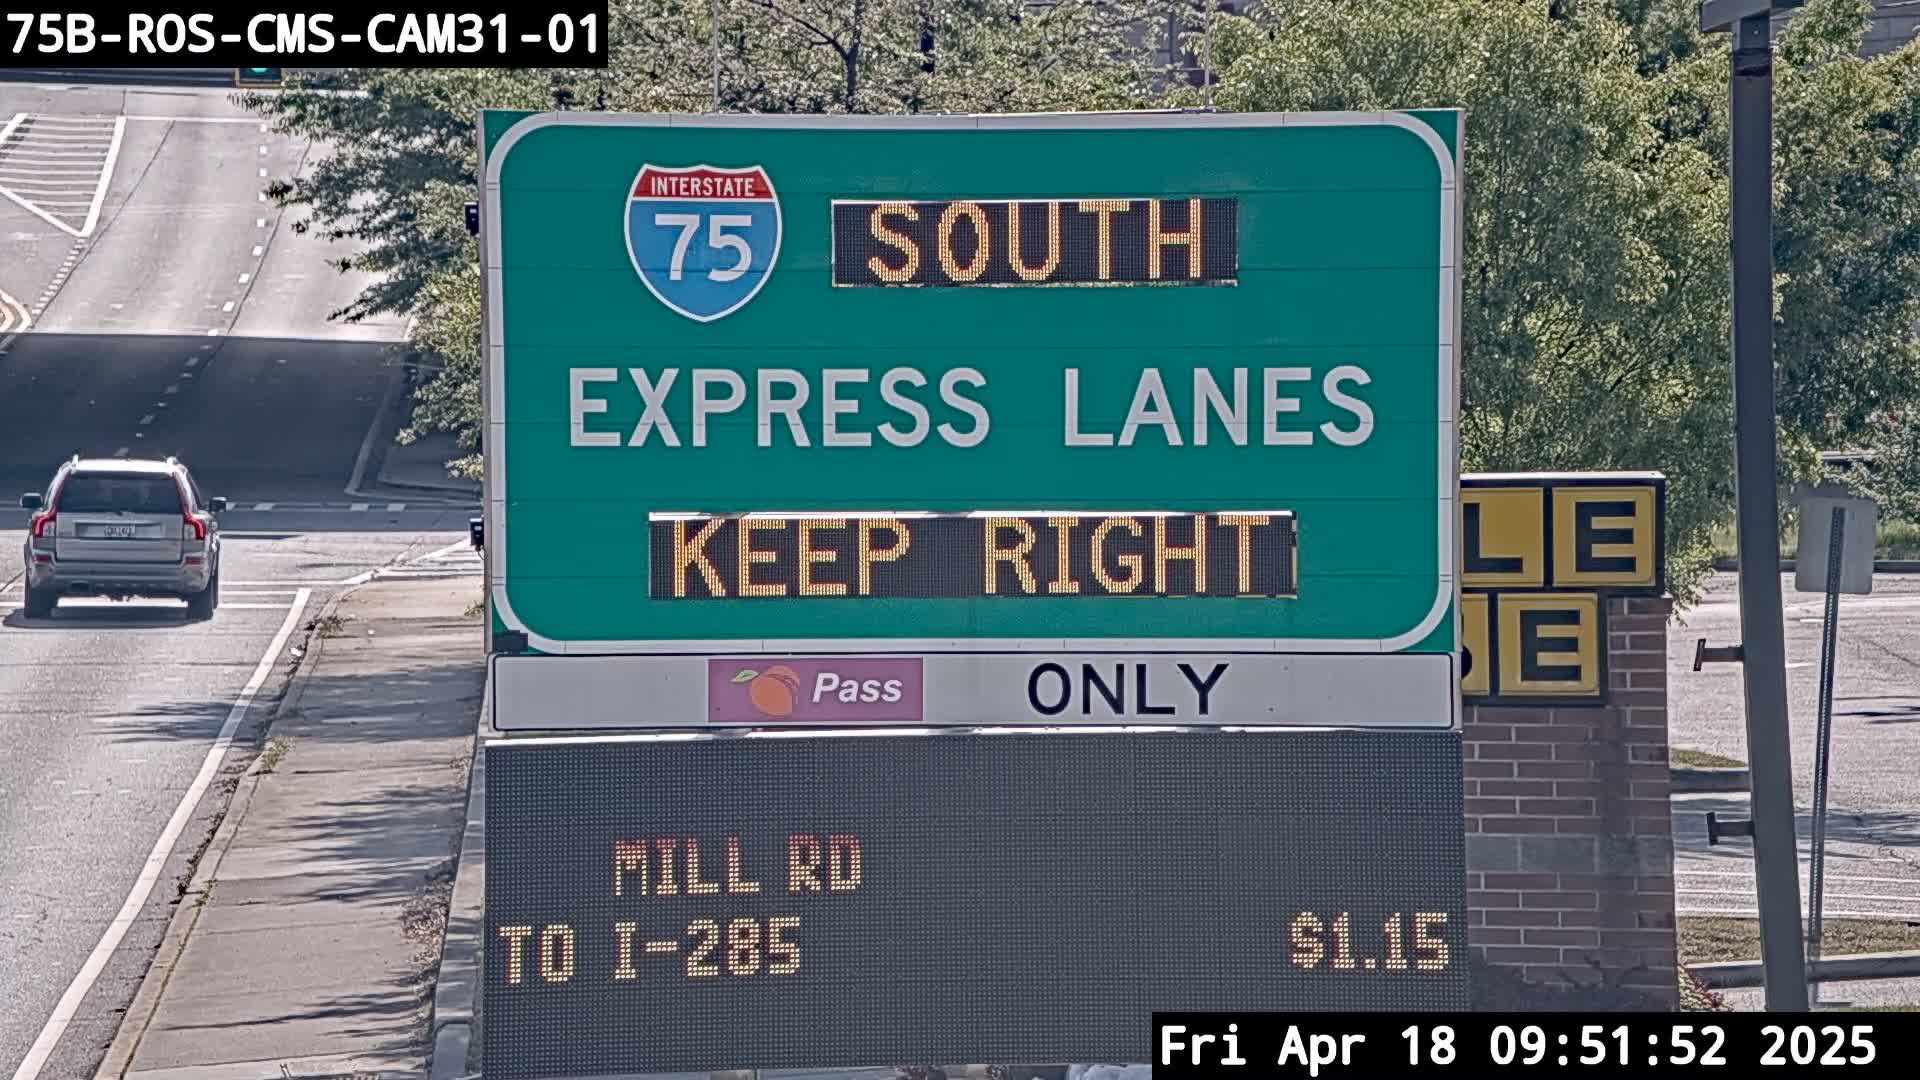 75B-ROS-CMS-CAM31-01
INTERSTATE
75
SOUTH
EXPRESS LANES
KEEP RIGHT
Pass
ONLY
LE
E
MILL RD
TO I-285
$1.15
Fri Apr 18 09:51:52 2025